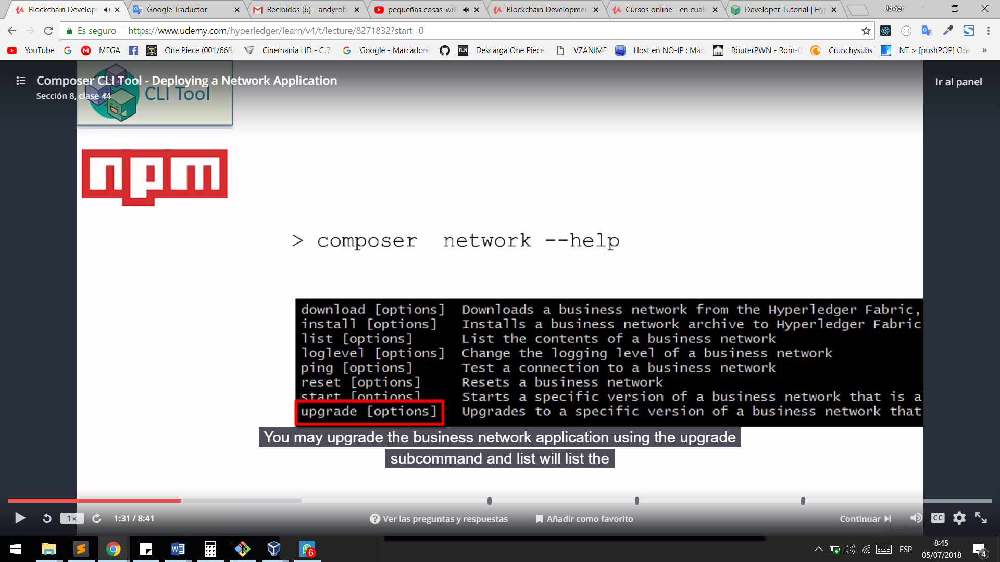 Blockchain Develop
Google Traductor
Recibidos (6) - andyrob
pequeñas cosas-will
Blockchain Developme
Cursos online - en cual
Developer Tutorial | Hy
Javier
Es seguro
https://www.udemy.com/hyperledger/learn/v4/t/lecture/8271832?start=0
YouTube
MEGA
One Piece (001/668/
Cinemania HD - CJ7
Google - Marcadore
FLN
Descarga One Piece
VZANIME
Host en NO-IP : Man
RouterPWN - Rom-0
Crunchysubs
NT > [pushPOP] One
»
Composer CLI Tool - Deploying a Network Application
Ir al panel
Sección 8, clase 44
CLI Tool
npm
> composer network --help
download [options] Downloads a business network from the Hyperledger Fabric,
install [options] Installs a business network archive to Hyperledger Fabric
list [options] List the contents of a business network
loglevel [options] Change the logging level of a business network
ping [options] Test a connection to a business network
reset [options] Resets a business network
start [options] Starts a specific version of a business network that is a
upgrade [options] Upgrades to a specific version of a business network that
You may upgrade the business network application using the upgrade
subcommand and list will list the
1×
1:31 / 8:41
? Ver las preguntas y respuestas
Añadir como favorito
Continuar
CC
6
ESP
8:45
05/07/2018
4